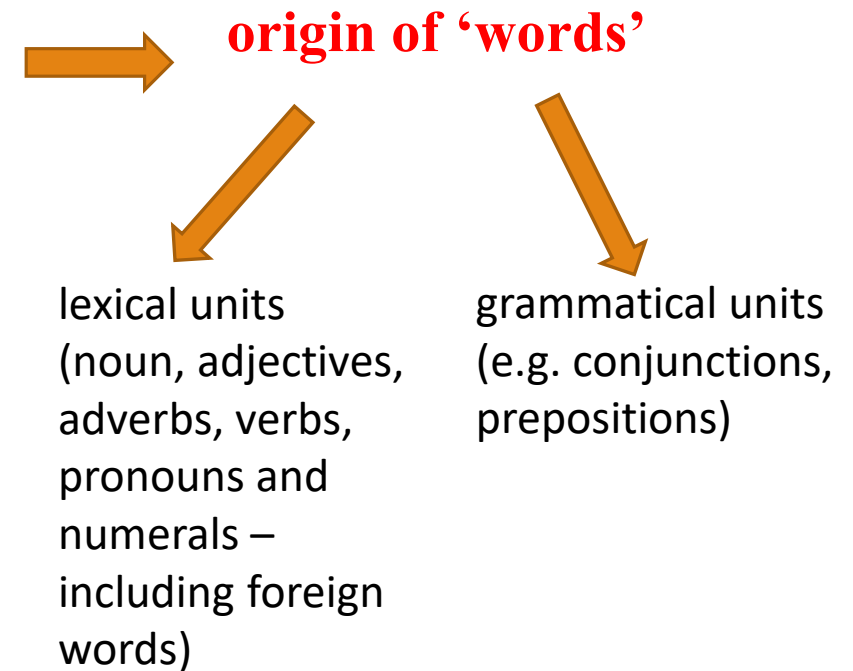 origin of ‘words’
lexical units
(noun, adjectives,
adverbs, verbs,
pronouns and
numerals –
including foreign
words)
grammatical units
(e.g. conjunctions,
prepositions)